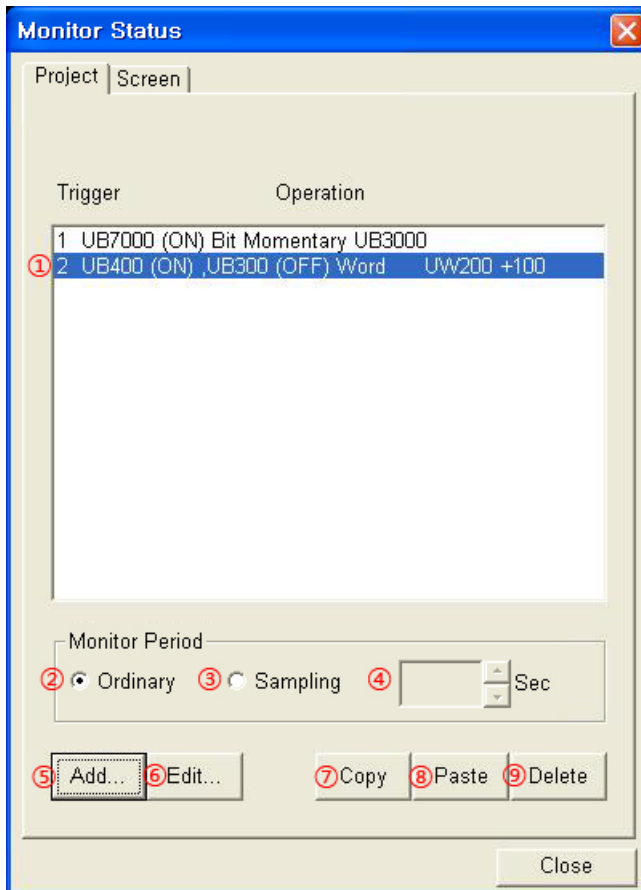 Monitor Status
Project Screen
Trigger Operation
1 UB7000 (ON) Bit Momentary UB3000
① 2 UB400 (ON) ,UB300 (OFF) Word UW200 +100
Monitor Period
② Ordinary ③ Sampling ④ Sec
⑤ Add... ⑥ Edit... ⑦ Copy ⑧ Paste ⑨ Delete
Close